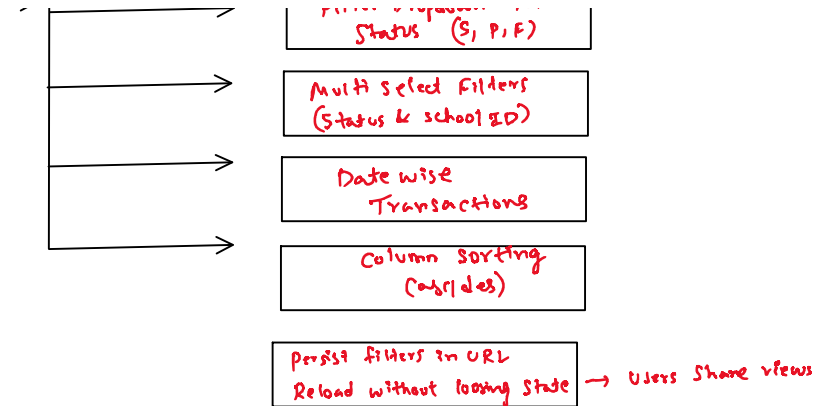 Status (S, P, F)
Multi select Filters
(Status & school ID)
Date wise
Transactions
Column sorting
(asc/des)
Persist filters in URL
Reload without loosing state → Users share views